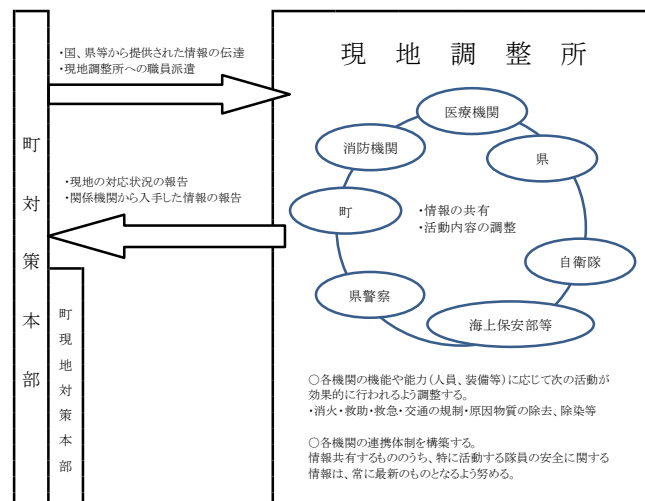 ・国、県等から提供された情報の伝達
・現地調整所への職員派遣
現地調整所
医療機関
消防機関
県
町対策本部
・現地の対応状況の報告
・関係機関から入手した情報の報告
町
・情報の共有
・活動内容の調整
自衛隊
県警察
海上保安部等
町現地対策本部
○各機関の機能や能力(人員、装備等)に応じて次の活動が
効果的に行われるよう調整する。
・消火・救助・救急・交通の規制・原因物質の除去、除染等
○各機関の連携体制を構築する。
情報共有するもののうち、特に活動する隊員の安全に関する
情報は、常に最新のものとなるよう努める。